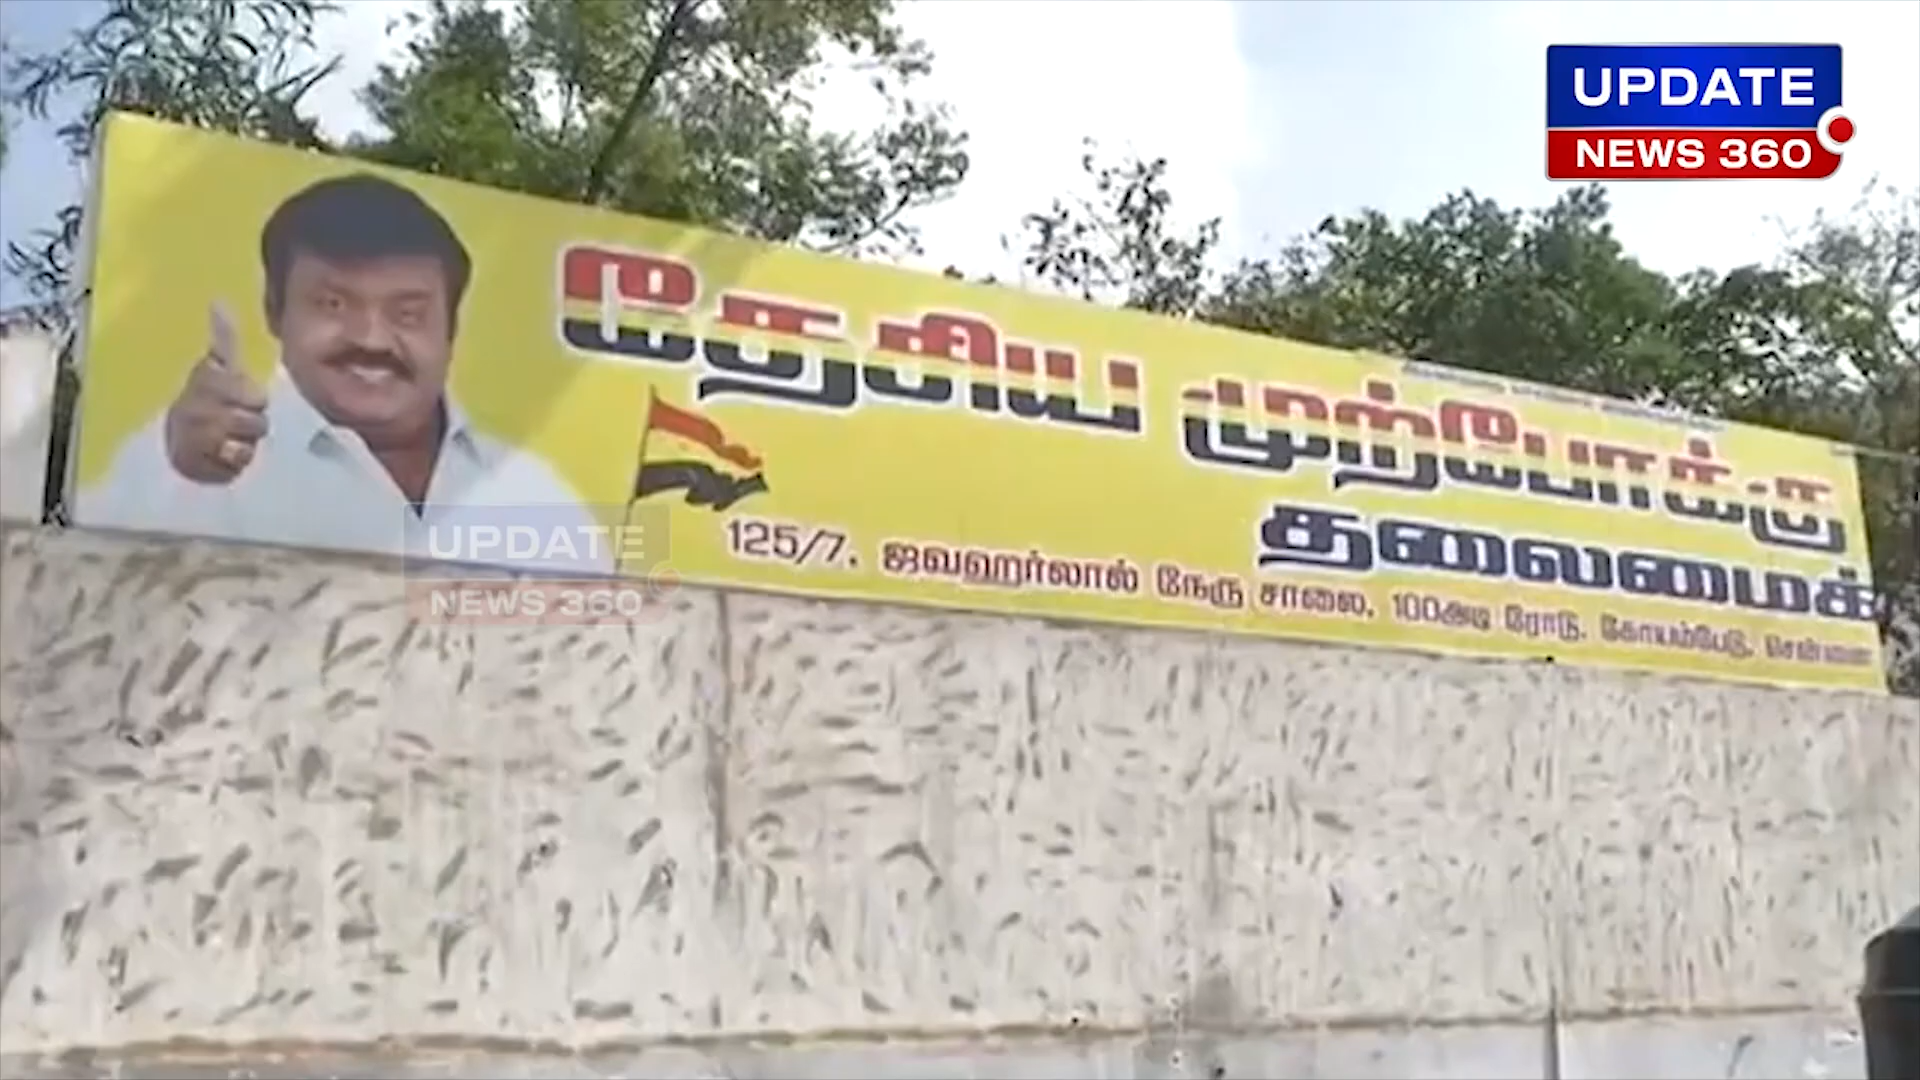 UPDATE
NEWS 360
தேசிய முற்போக்கு
தலைமைக்
125/7, ஜவஹர்லால் நேரு சாலை, 100அடி ரோடு, கோயம்பேடு, சென்னை
UPDATE
NEWS 360